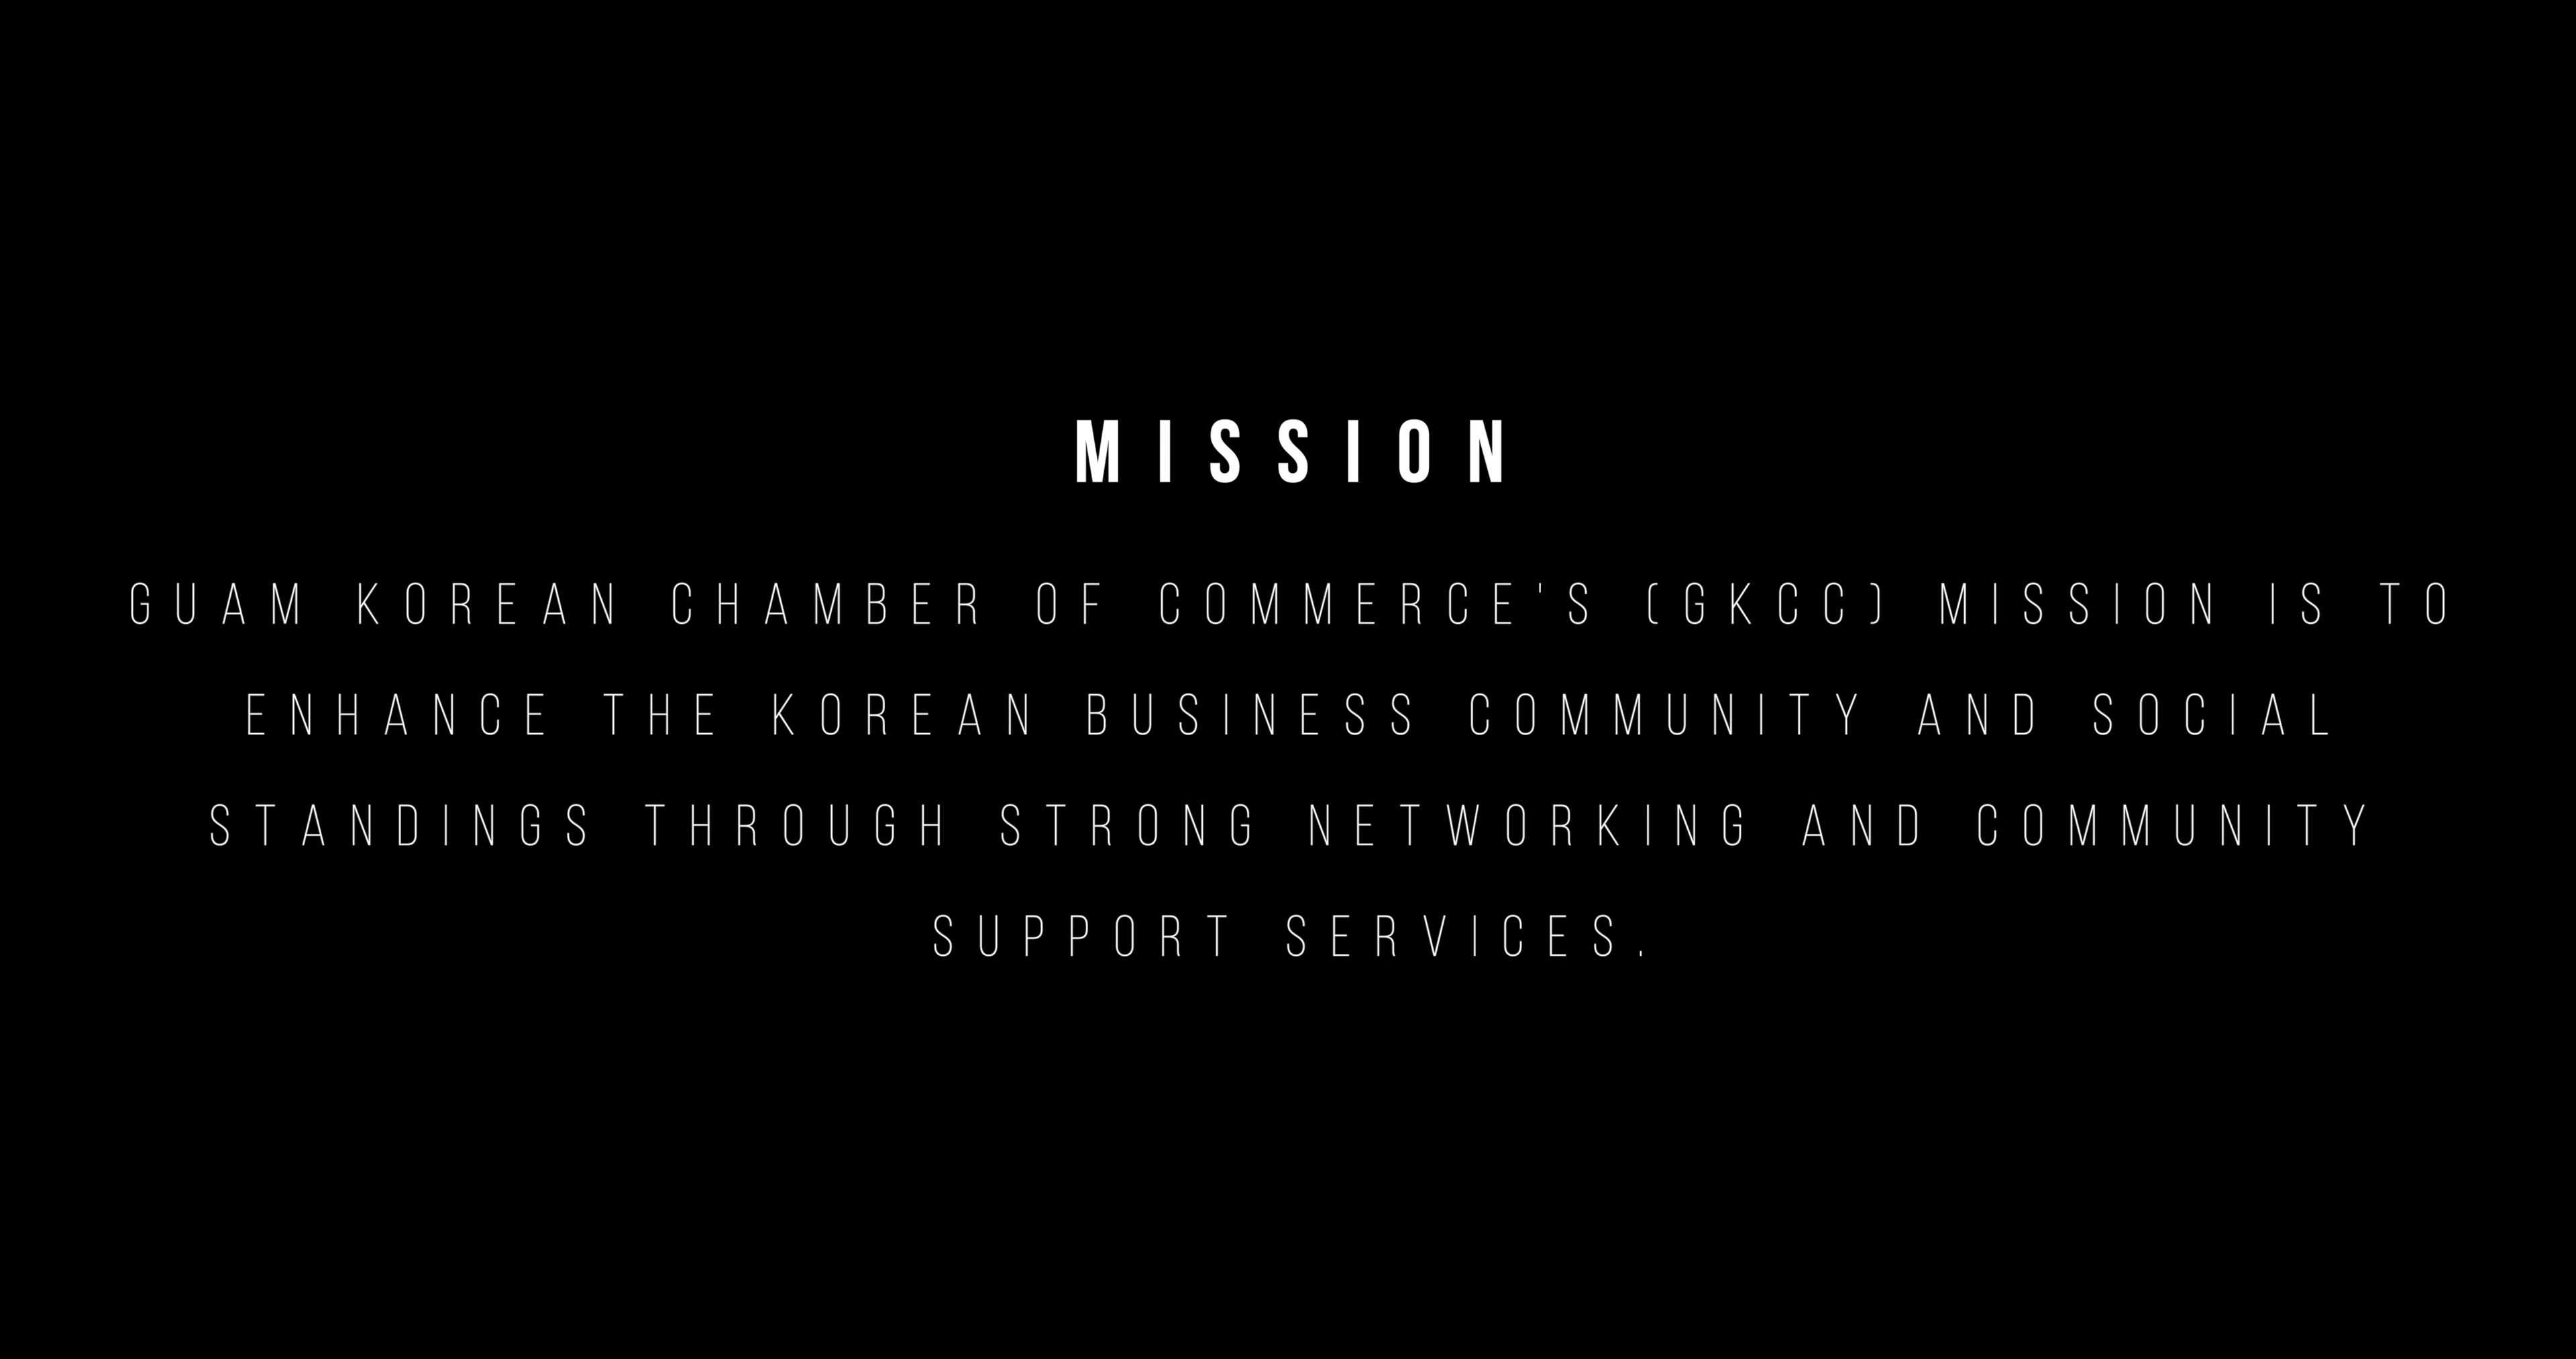 MISSION
GUAM KOREAN CHAMBER OF COMMERCE'S (GKCC) MISSION IS TO
ENHANCE THE KOREAN BUSINESS COMMUNITY AND SOCIAL
STANDINGS THROUGH STRONG NETWORKING AND COMMUNITY
SUPPORT SERVICES.